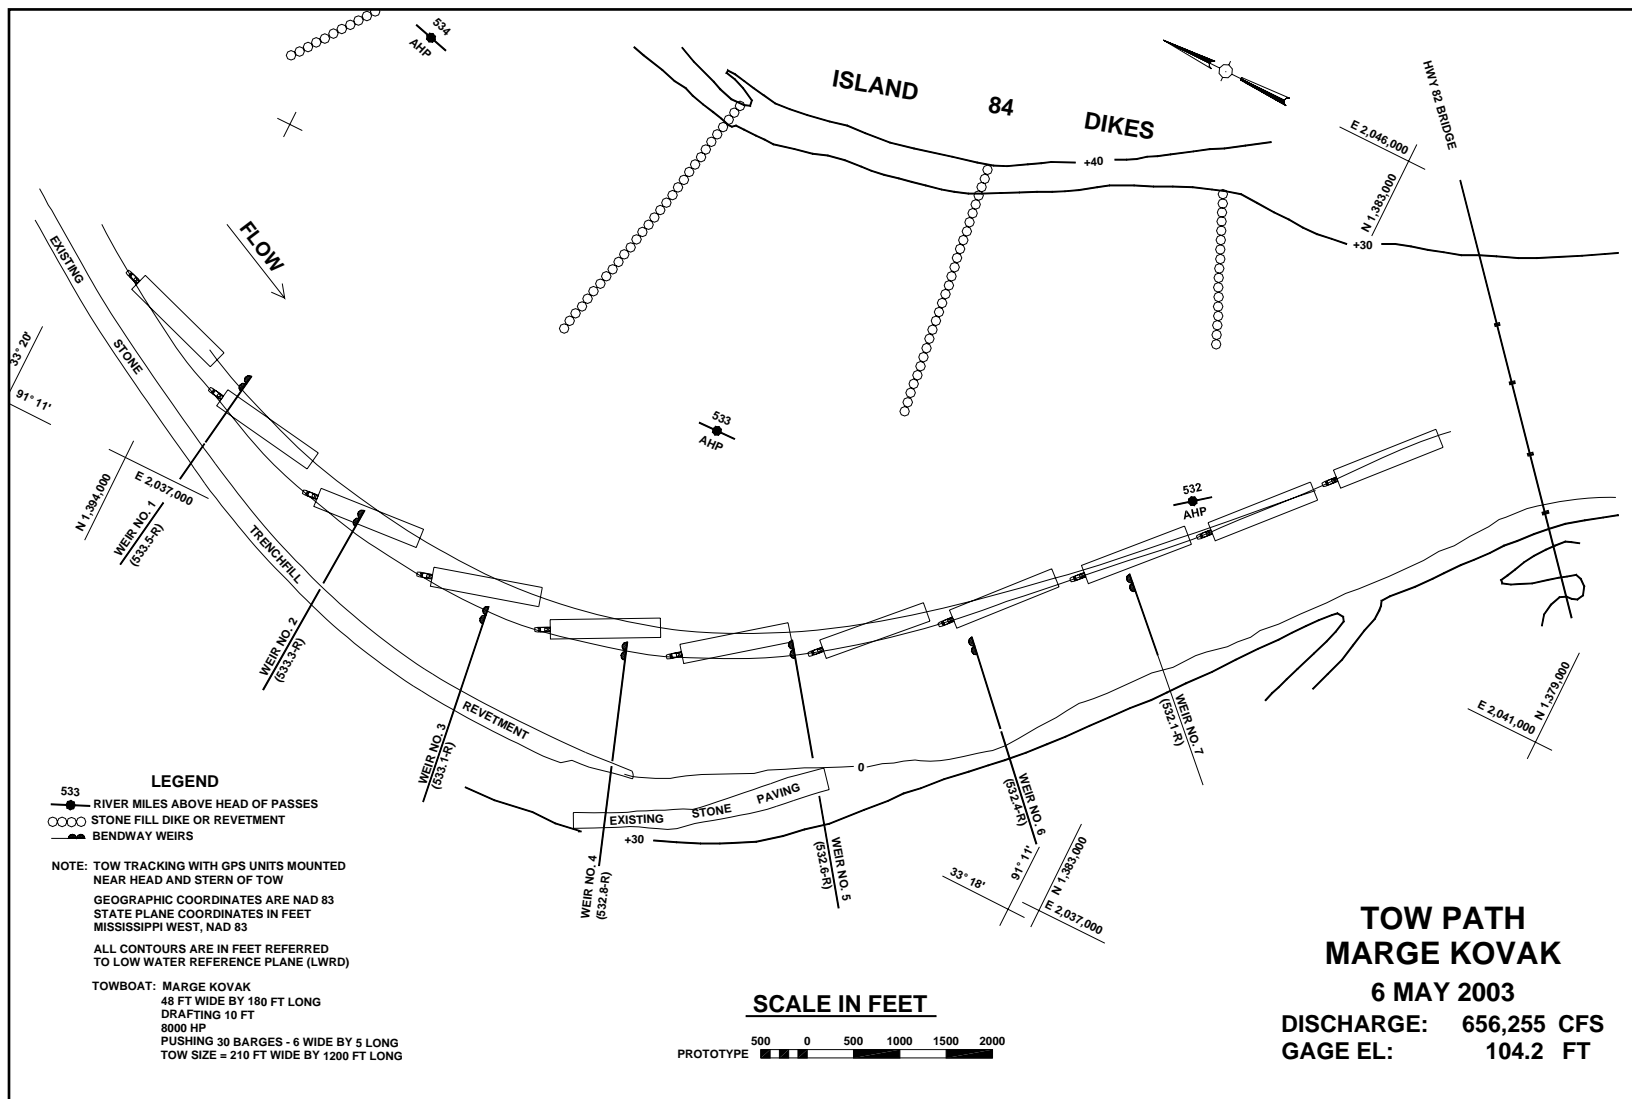 534
AHP
ISLAND 84 DIKES
HWY 82 BRIDGE
E 2,046,000
N 1,383,000
+40
+30
FLOW
EXISTING
STONE
TRENCHFILL
REVETMENT
33° 20'
91° 11'
N 1,394,000
E 2,037,000
533
AHP
532
AHP
WEIR NO. 1
(533.5-R)
WEIR NO. 2
(533.3-R)
WEIR NO. 3
(533.1-R)
WEIR NO. 4
(532.8-R)
WEIR NO. 5
(532.6-R)
WEIR NO. 6
(532.4-R)
WEIR NO. 7
(532.1-R)
E 2,041,000
N 1,379,000
0
EXISTING STONE PAVING
+30
33° 18'
91° 11'
N 1,383,000
E 2,037,000
LEGEND
533
RIVER MILES ABOVE HEAD OF PASSES
STONE FILL DIKE OR REVETMENT
BENDWAY WEIRS
NOTE: TOW TRACKING WITH GPS UNITS MOUNTED
NEAR HEAD AND STERN OF TOW
GEOGRAPHIC COORDINATES ARE NAD 83
STATE PLANE COORDINATES IN FEET
MISSISSIPPI WEST, NAD 83
ALL CONTOURS ARE IN FEET REFERRED
TO LOW WATER REFERENCE PLANE (LWRD)
TOWBOAT: MARGE KOVAK
48 FT WIDE BY 180 FT LONG
DRAFTING 10 FT
8000 HP
PUSHING 30 BARGES - 6 WIDE BY 5 LONG
TOW SIZE = 210 FT WIDE BY 1200 FT LONG
SCALE IN FEET
PROTOTYPE 500 0 500 1000 1500 2000
TOW PATH
MARGE KOVAK
6 MAY 2003
DISCHARGE: 656,255 CFS
GAGE EL: 104.2 FT